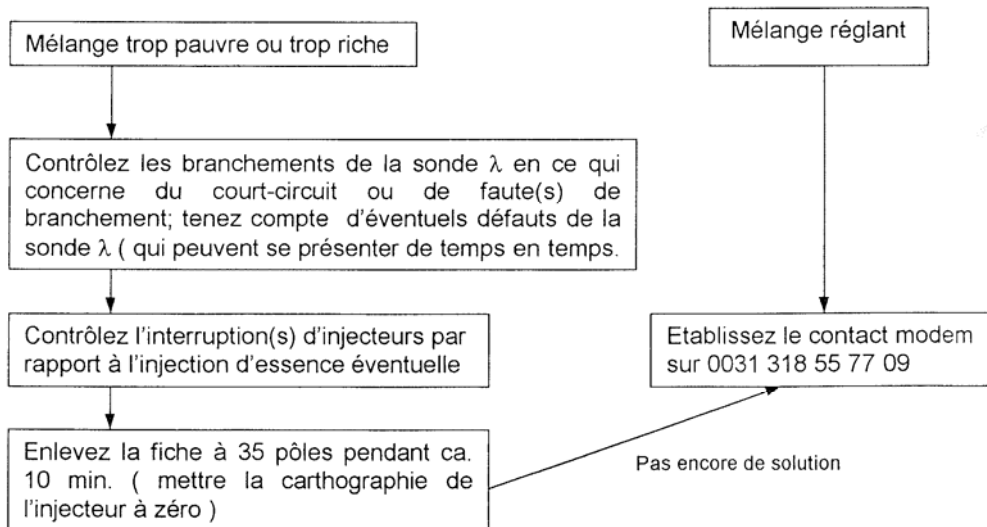 Mélange trop pauvre ou trop riche
Mélange réglant
Contrôlez les branchements de la sonde λ en ce qui
concerne du court-circuit ou de faute(s) de
branchement; tenez compte d'éventuels défauts de la
sonde λ ( qui peuvent se présenter de temps en temps.
Contrôlez l'interruption(s) d'injecteurs par
rapport à l'injection d'essence éventuelle
Etablissez le contact modem
sur 0031 318 55 77 09
Enlevez la fiche à 35 pôles pendant ca.
10 min. ( mettre la carthographie de
l'injecteur à zéro )
Pas encore de solution